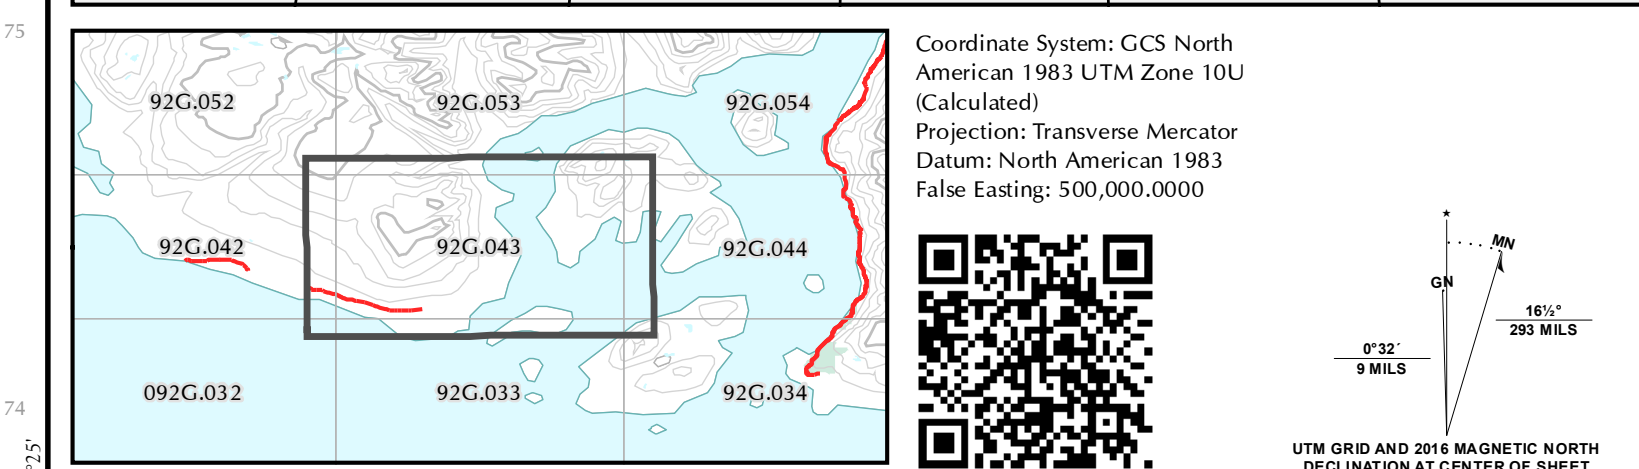 75
92G.052
92G.053
92G.054
92G.042
92G.043
92G.044
092G.032
92G.033
92G.034
74
°25'
Coordinate System: GCS North
American 1983 UTM Zone 10U
(Calculated)
Projection: Transverse Mercator
Datum: North American 1983
False Easting: 500,000.0000
MN
GN
16½°
293 MILS
0°32´
9 MILS
UTM GRID AND 2016 MAGNETIC NORTH
DECLINATION AT CENTER OF SHEET